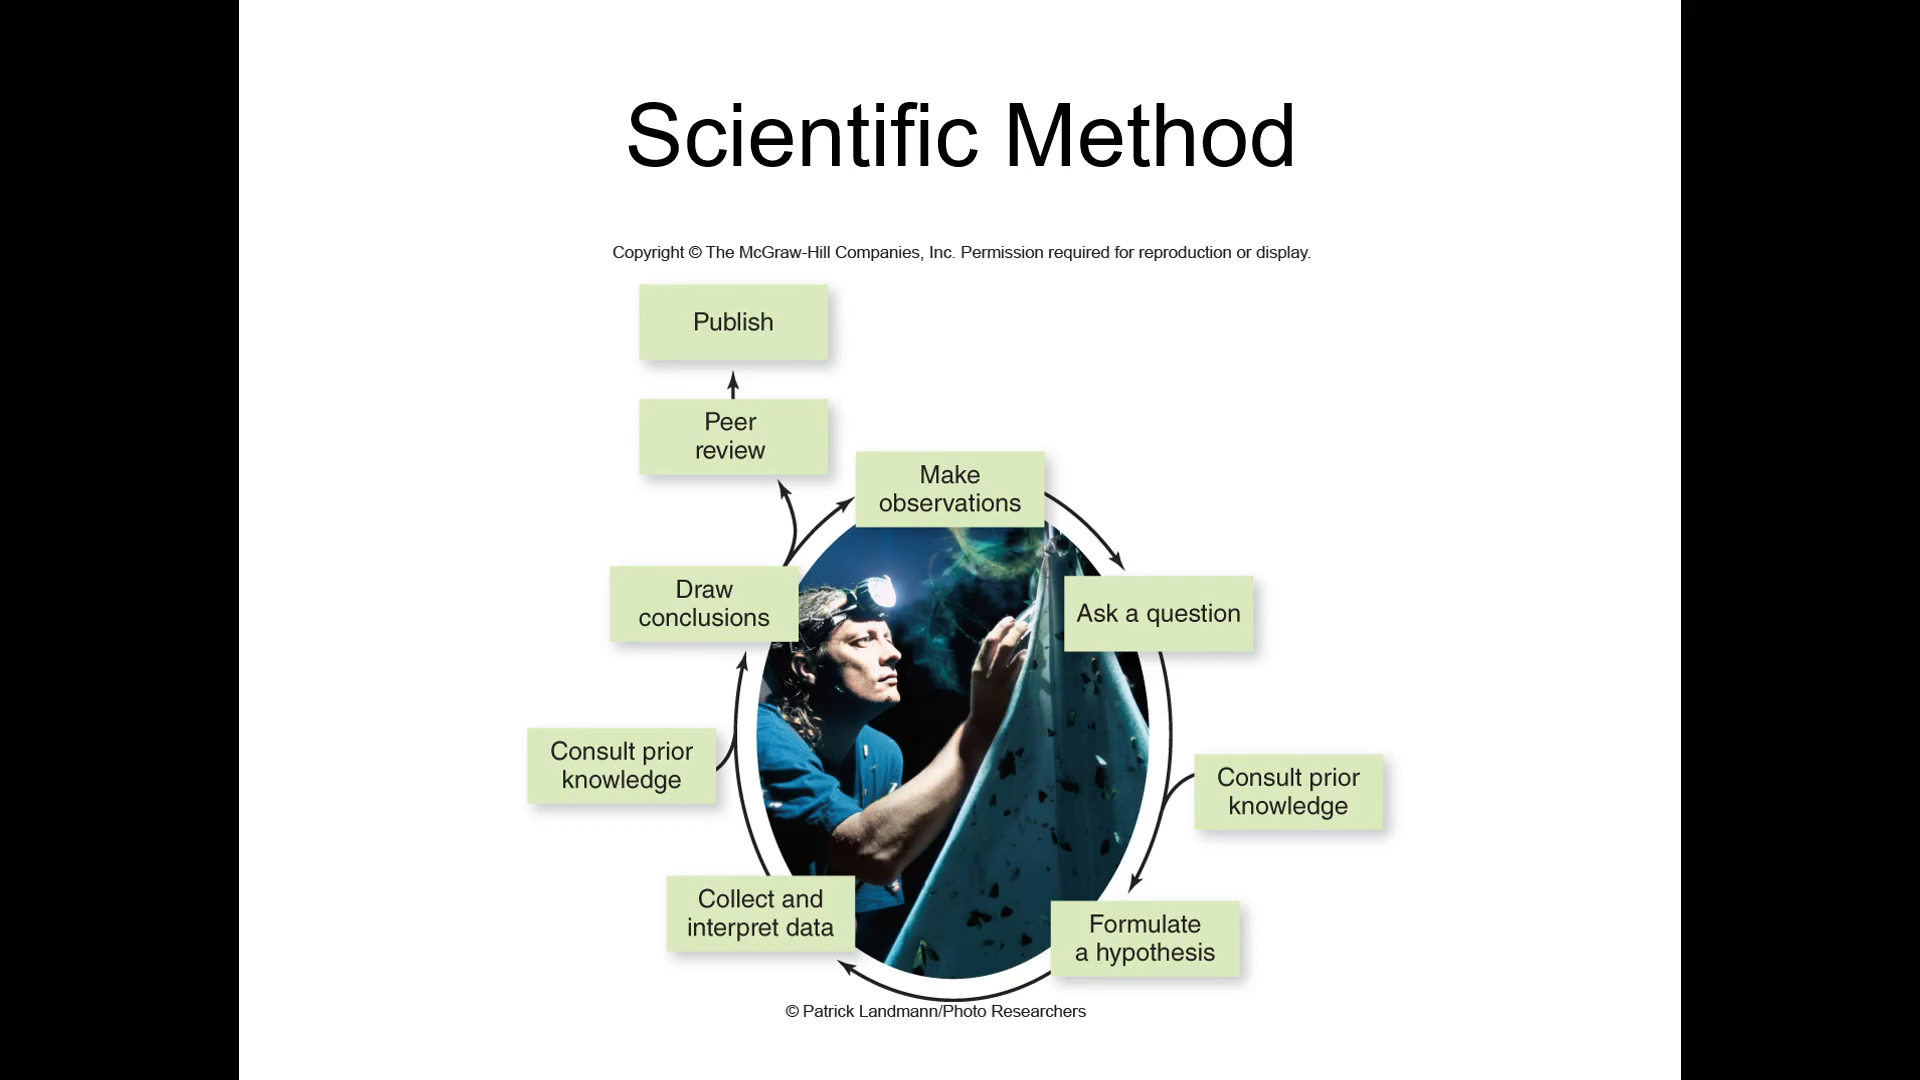 Scientific Method
Copyright © The McGraw-Hill Companies, Inc. Permission required for reproduction or display.
Publish
Peer
review
Make
observations
Draw
conclusions
Ask a question
Consult prior
knowledge
Consult prior
knowledge
Collect and
interpret data
Formulate
a hypothesis
© Patrick Landmann/Photo Researchers